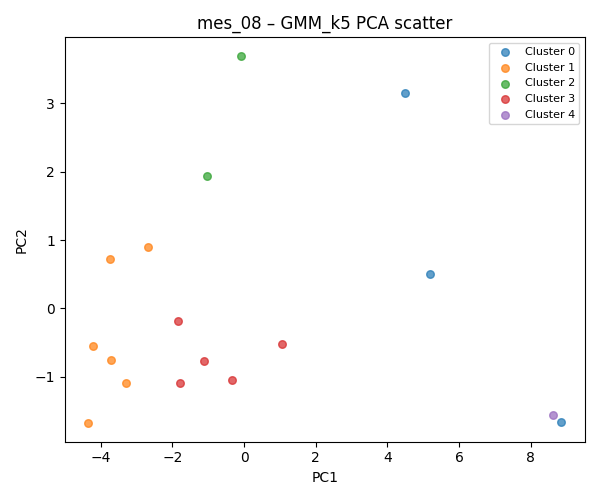 mes_08 – GMM_k5 PCA scatter
Cluster 0
Cluster 1
Cluster 2
Cluster 3
Cluster 4
PC2
3
2
1
0
−1
−4
−2
0
2
4
6
8
PC1